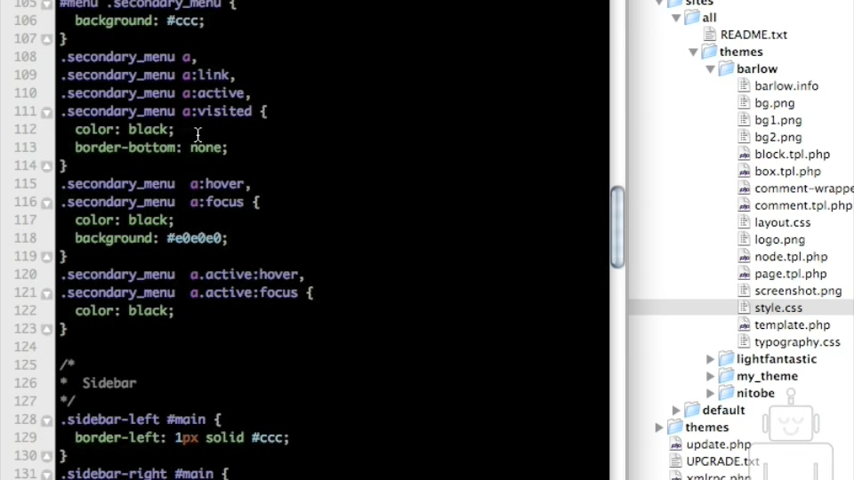 105 #menu .secondary_menu {
106 background: #ccc;
107 }
108 .secondary_menu a,
109 .secondary_menu a:link,
110 .secondary_menu a:active,
111 .secondary_menu a:visited {
112 color: black;
113 border-bottom: none;
114 }
115 .secondary_menu a:hover,
116 .secondary_menu a:focus {
117 color: black;
118 background: #e0e0e0;
119 }
120 .secondary_menu a.active:hover,
121 .secondary_menu a.active:focus {
122 color: black;
123 }
124
125 /*
126 * Sidebar
127 */
128 .sidebar-left #main {
129 border-left: 1px solid #ccc;
130 }
131 .sidebar-right #main {
sites
all
README.txt
themes
barlow
barlow.info
bg.png
bg1.png
bg2.png
block.tpl.php
box.tpl.php
comment-wrappe
comment.tpl.php
layout.css
logo.png
node.tpl.php
page.tpl.php
screenshot.png
style.css
template.php
typography.css
lightfantastic
my_theme
nitobe
default
themes
update.php
UPGRADE.txt
xmlrpc.php